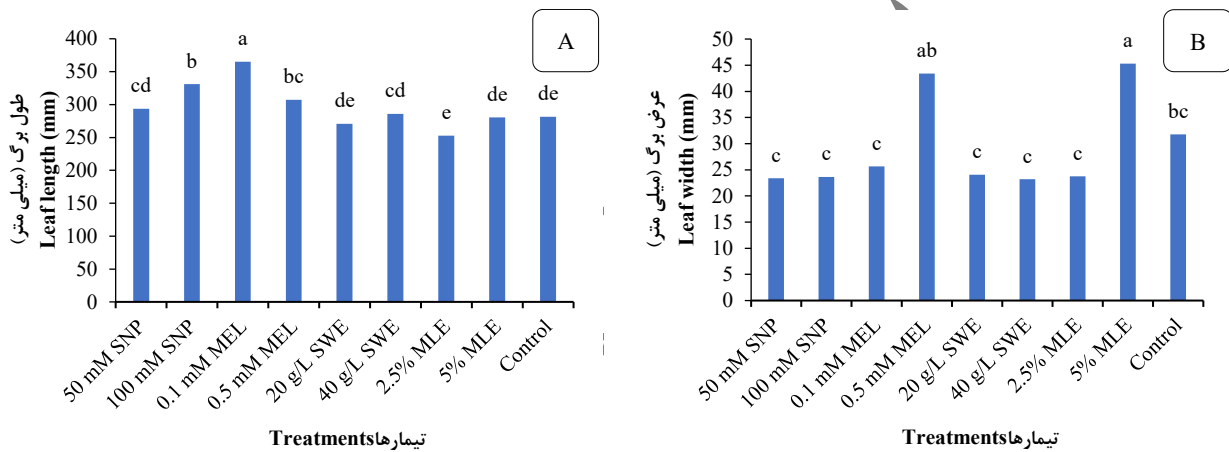 A
طول برگ (میلی متر)
Leaf length (mm)
400
350
300
250
200
150
100
50
0
cd
b
a
bc
de
cd
e
de
de
50 mM SNP
100 mM SNP
0.1 mM MEL
0.5 mM MEL
20 g/L SWE
40 g/L SWE
2.5% MLE
5% MLE
Control
Treatmentsتیمارها
B
عرض برگ (میلی متر)
Leaf width (mm)
50
45
40
35
30
25
20
15
10
5
0
c
c
c
ab
c
c
c
a
bc
50 mM SNP
100 mM SNP
0.1 mM MEL
0.5 mM MEL
20 g/L SWE
40 g/L SWE
2.5% MLE
5% MLE
Control
Treatmentsتیمارها